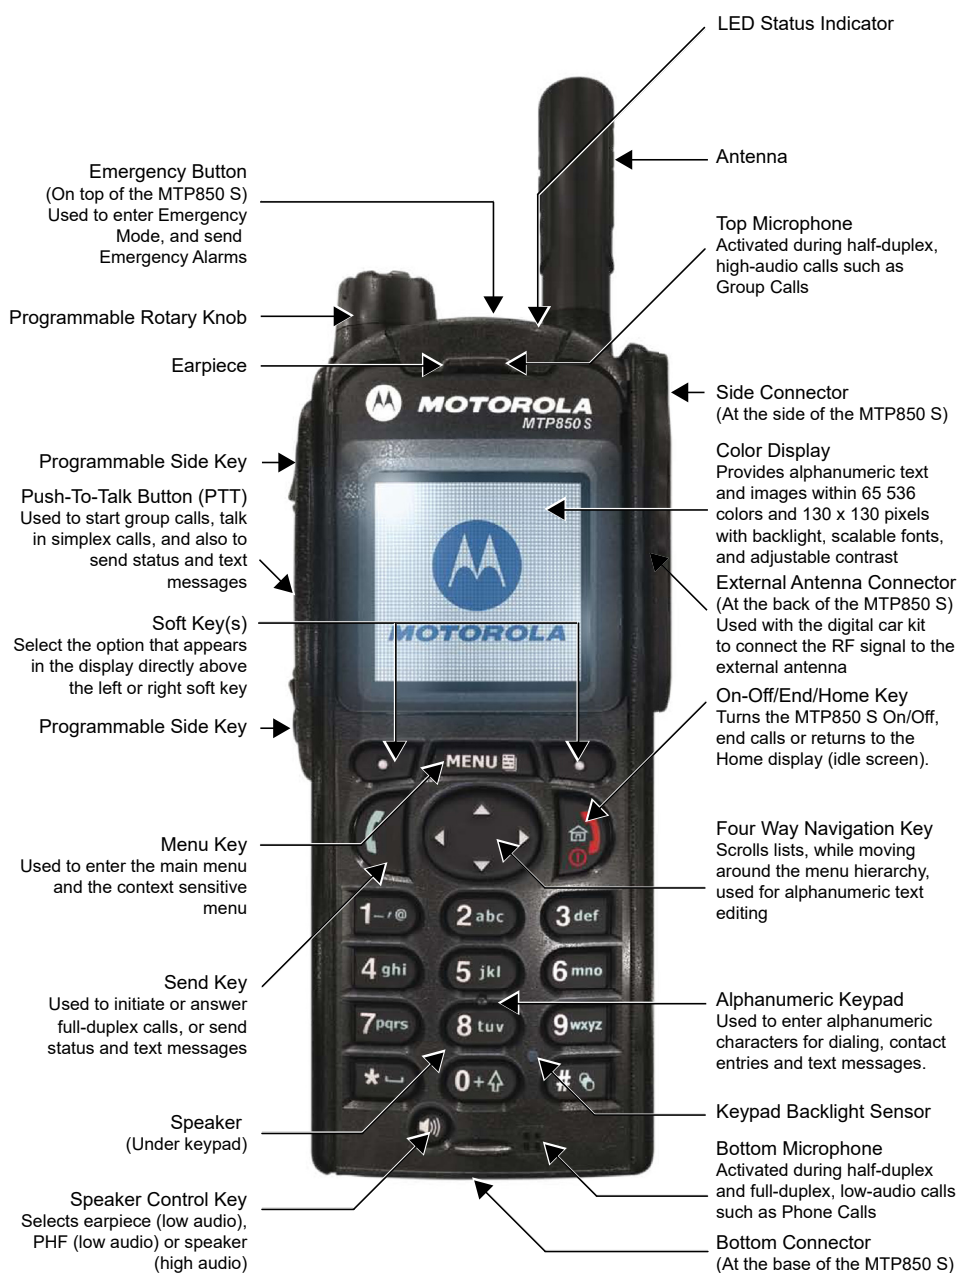 LED Status Indicator
Antenna
Emergency Button
(On top of the MTP850 S)
Used to enter Emergency
Mode, and send
Emergency Alarms
Top Microphone
Activated during half-duplex,
high-audio calls such as
Group Calls
Programmable Rotary Knob
Earpiece
Side Connector
(At the side of the MTP850 S)
MOTOROLA
MTP850 S
Programmable Side Key
Color Display
Provides alphanumeric text
and images within 65 536
colors and 130 x 130 pixels
with backlight, scalable fonts,
and adjustable contrast
Push-To-Talk Button (PTT)
Used to start group calls, talk
in simplex calls, and also to
send status and text
messages
External Antenna Connector
(At the back of the MTP850 S)
Used with the digital car kit
to connect the RF signal to the
external antenna
MOTOROLA
Soft Key(s)
Select the option that appears
in the display directly above
the left or right soft key
On-Off/End/Home Key
Turns the MTP850 S On/Off,
end calls or returns to the
Home display (idle screen).
Programmable Side Key
MENU
Menu Key
Used to enter the main menu
and the context sensitive
menu
Four Way Navigation Key
Scrolls lists, while moving
around the menu hierarchy,
used for alphanumeric text
editing
1 - , @
2 abc
3 def
4 ghi
5 jkl
6 mno
7 pqrs
8 tuv
9 wxyz
*
0 +
#
Send Key
Used to initiate or answer
full-duplex calls, or send
status and text messages
Alphanumeric Keypad
Used to enter alphanumeric
characters for dialing, contact
entries and text messages.
Speaker
(Under keypad)
Keypad Backlight Sensor
Speaker Control Key
Selects earpiece (low audio),
PHF (low audio) or speaker
(high audio)
Bottom Microphone
Activated during half-duplex
and full-duplex, low-audio calls
such as Phone Calls
Bottom Connector
(At the base of the MTP850 S)